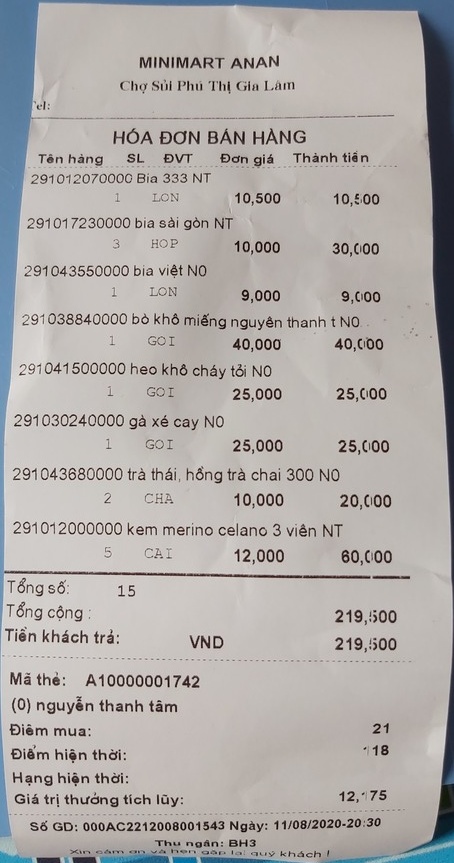 MINIMART ANAN
Chợ Sủi Phú Thị Gia Lâm
Tel:
HÓA ĐƠN BÁN HÀNG
Tên hàng SL ĐVT Đơn giá Thành tiền
291012070000 Bia 333 NT
1 LON 10,500 10,500
291017230000 bia sài gòn NT
3 HOP 10,000 30,000
291043550000 bia việt N0
1 LON 9,000 9,000
291038840000 bò khô miếng nguyên thanh t N0
1 GOI 40,000 40,000
291041500000 heo khô cháy tỏi N0
1 GOI 25,000 25,000
291030240000 gà xé cay N0
1 GOI 25,000 25,000
291043680000 trà thái, hồng trà chai 300 N0
2 CHA 10,000 20,000
291012000000 kem merino celano 3 viên NT
5 CAI 12,000 60,000
Tổng số: 15
Tổng cộng : 219,500
Tiền khách trả: VND 219,500
Mã thẻ: A10000001742
(0) nguyễn thanh tâm
Điêm mua: 21
Điểm hiện thời: 118
Hạng hiện thời:
Giá trị thưởng tích lũy: 12,175
Số GD: 000AC2212008001543 Ngày: 11/08/2020-20:30
Thu ngân: BH3
Xin cảm ơn và hẹn gặp lại quý khách !